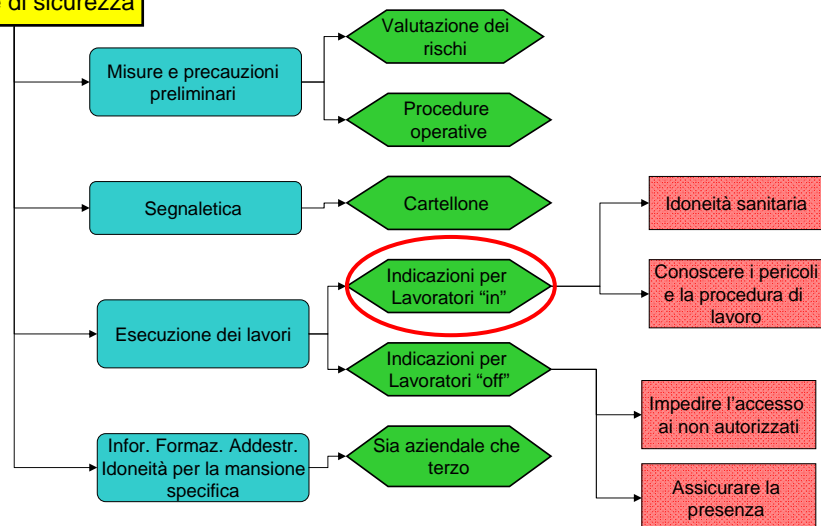 e di sicurezza
Valutazione dei
rischi
Misure e precauzioni
preliminari
Procedure
operative
Segnaletica
Cartellone
Idoneità sanitaria
Indicazioni per
Lavoratori “in”
Conoscere i pericoli
e la procedura di
lavoro
Esecuzione dei lavori
Indicazioni per
Lavoratori “off”
Impedire l’accesso
ai non autorizzati
Infor. Formaz. Addestr.
Idoneità per la mansione
specifica
Sia aziendale che
terzo
Assicurare la
presenza